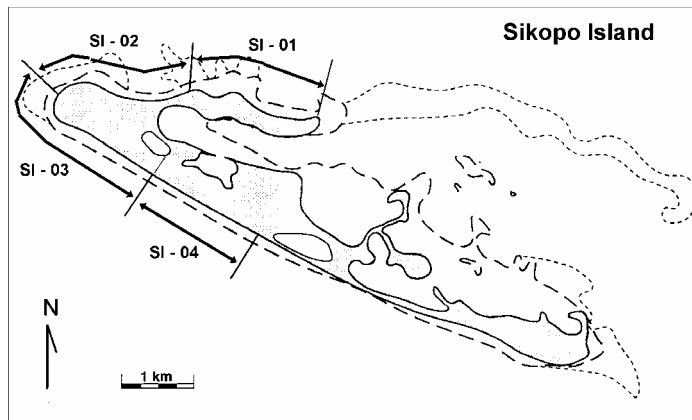 Sikopo Island
SI - 02
SI - 01
SI - 03
SI - 04
N
1 km